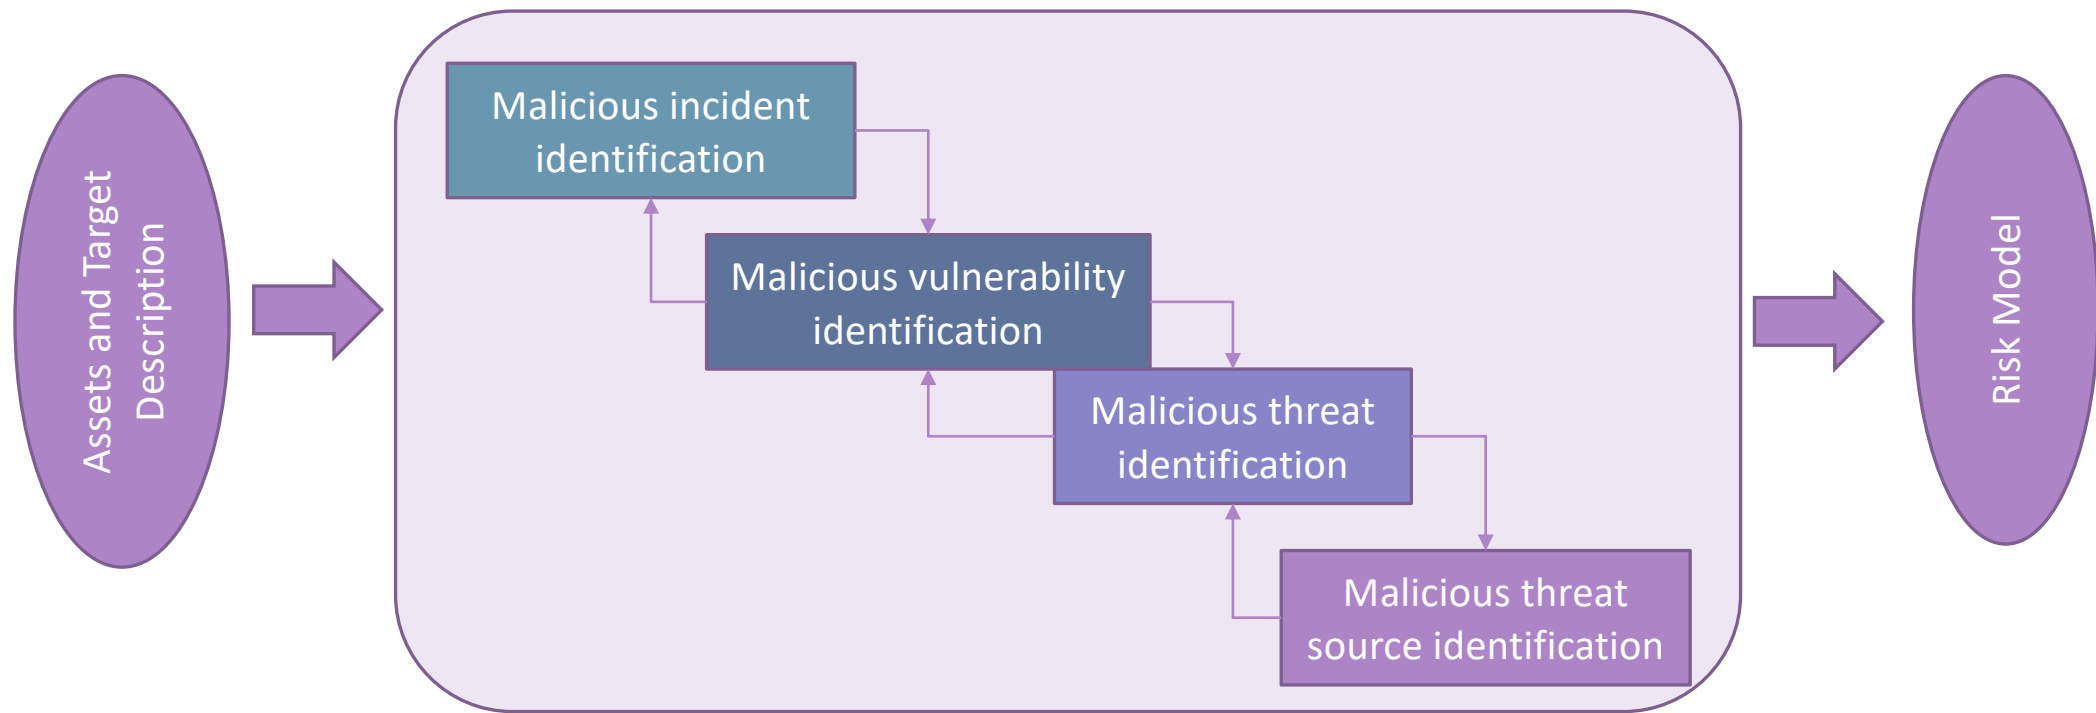 Assets and Target
Description
Malicious incident
identification
Malicious vulnerability
identification
Malicious threat
identification
Malicious threat
source identification
Risk Model